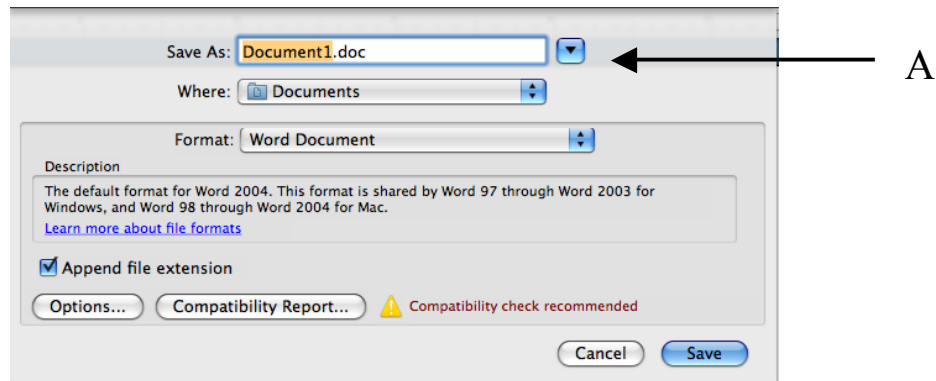 Save As: Document1.doc
A
Where: Documents
Format: Word Document
Description
The default format for Word 2004. This format is shared by Word 97 through Word 2003 for
Windows, and Word 98 through Word 2004 for Mac.
Learn more about file formats
Append file extension
Options... Compatibility Report... Compatibility check recommended
Cancel Save